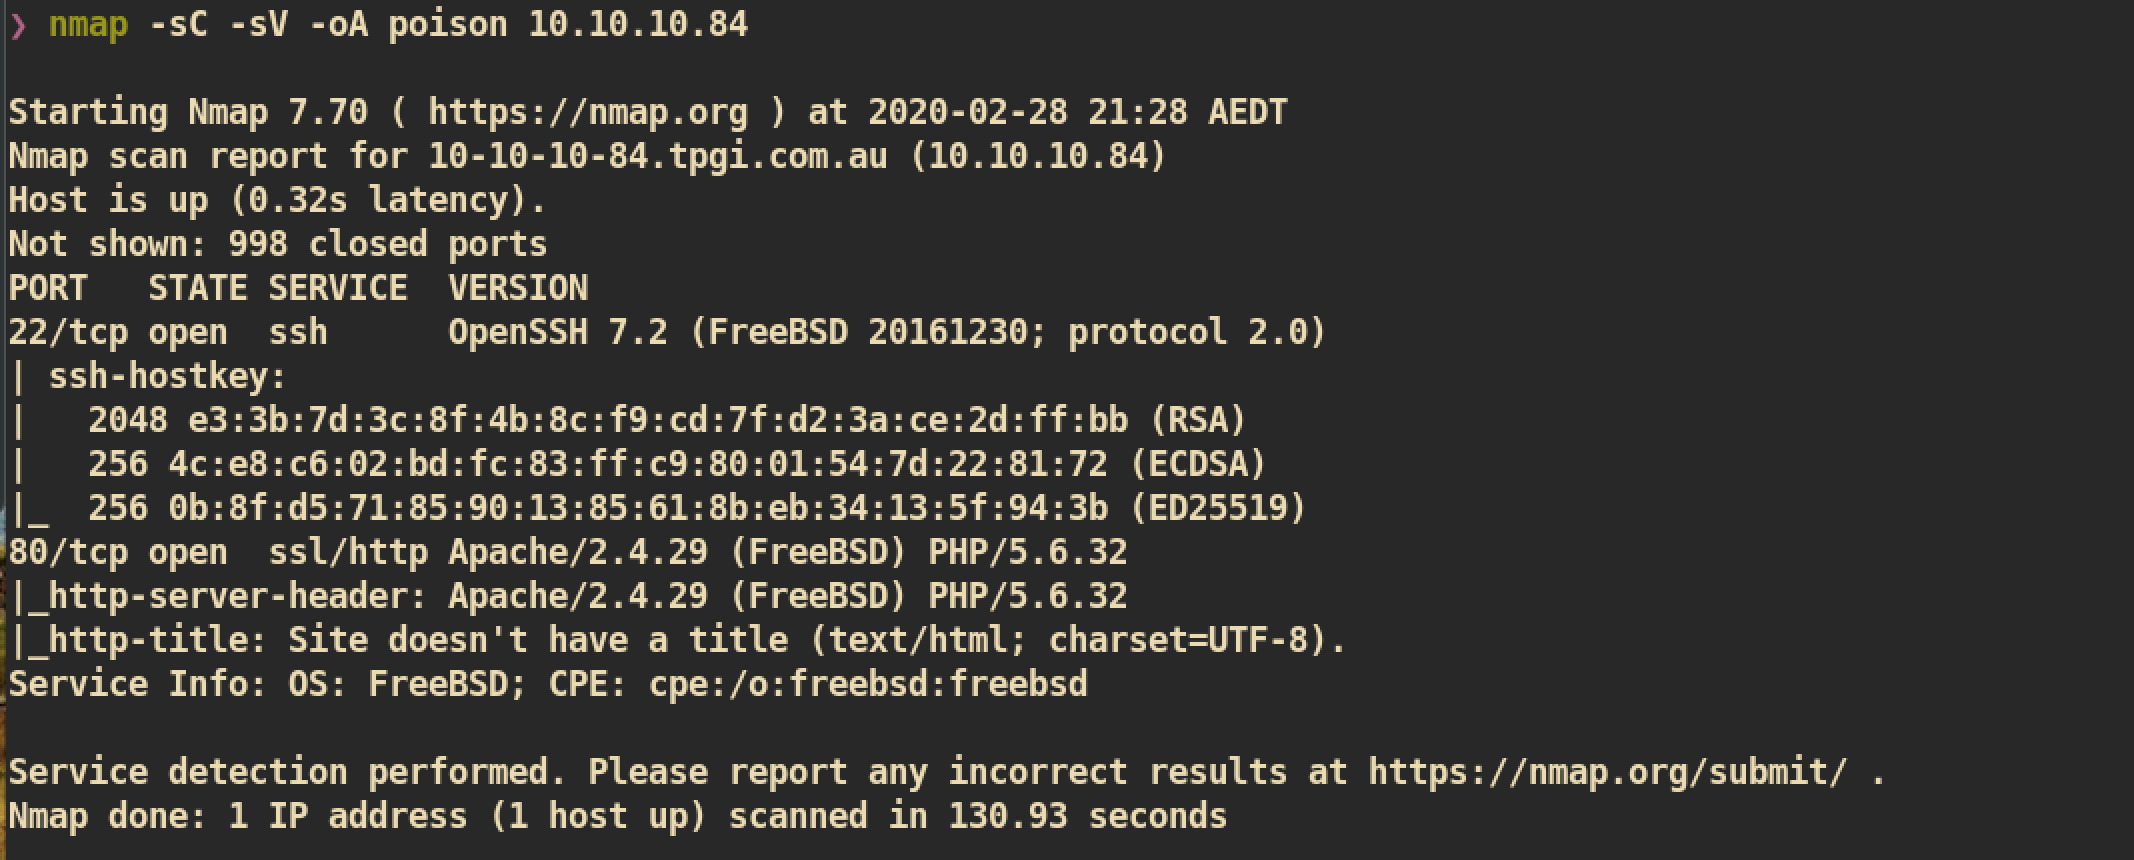 ❯ nmap -sC -sV -oA poison 10.10.10.84
Starting Nmap 7.70 ( https://nmap.org ) at 2020-02-28 21:28 AEDT
Nmap scan report for 10-10-10-84.tpgi.com.au (10.10.10.84)
Host is up (0.32s latency).
Not shown: 998 closed ports
PORT   STATE SERVICE  VERSION
22/tcp open  ssh      OpenSSH 7.2 (FreeBSD 20161230; protocol 2.0)
| ssh-hostkey:
|   2048 e3:3b:7d:3c:8f:4b:8c:f9:cd:7f:d2:3a:ce:2d:ff:bb (RSA)
|   256 4c:e8:c6:02:bd:fc:83:ff:c9:80:01:54:7d:22:81:72 (ECDSA)
|_  256 0b:8f:d5:71:85:90:13:85:61:8b:eb:34:13:5f:94:3b (ED25519)
80/tcp open  ssl/http Apache/2.4.29 (FreeBSD) PHP/5.6.32
|_http-server-header: Apache/2.4.29 (FreeBSD) PHP/5.6.32
|_http-title: Site doesn't have a title (text/html; charset=UTF-8).
Service Info: OS: FreeBSD; CPE: cpe:/o:freebsd:freebsd
Service detection performed. Please report any incorrect results at https://nmap.org/submit/ .
Nmap done: 1 IP address (1 host up) scanned in 130.93 seconds